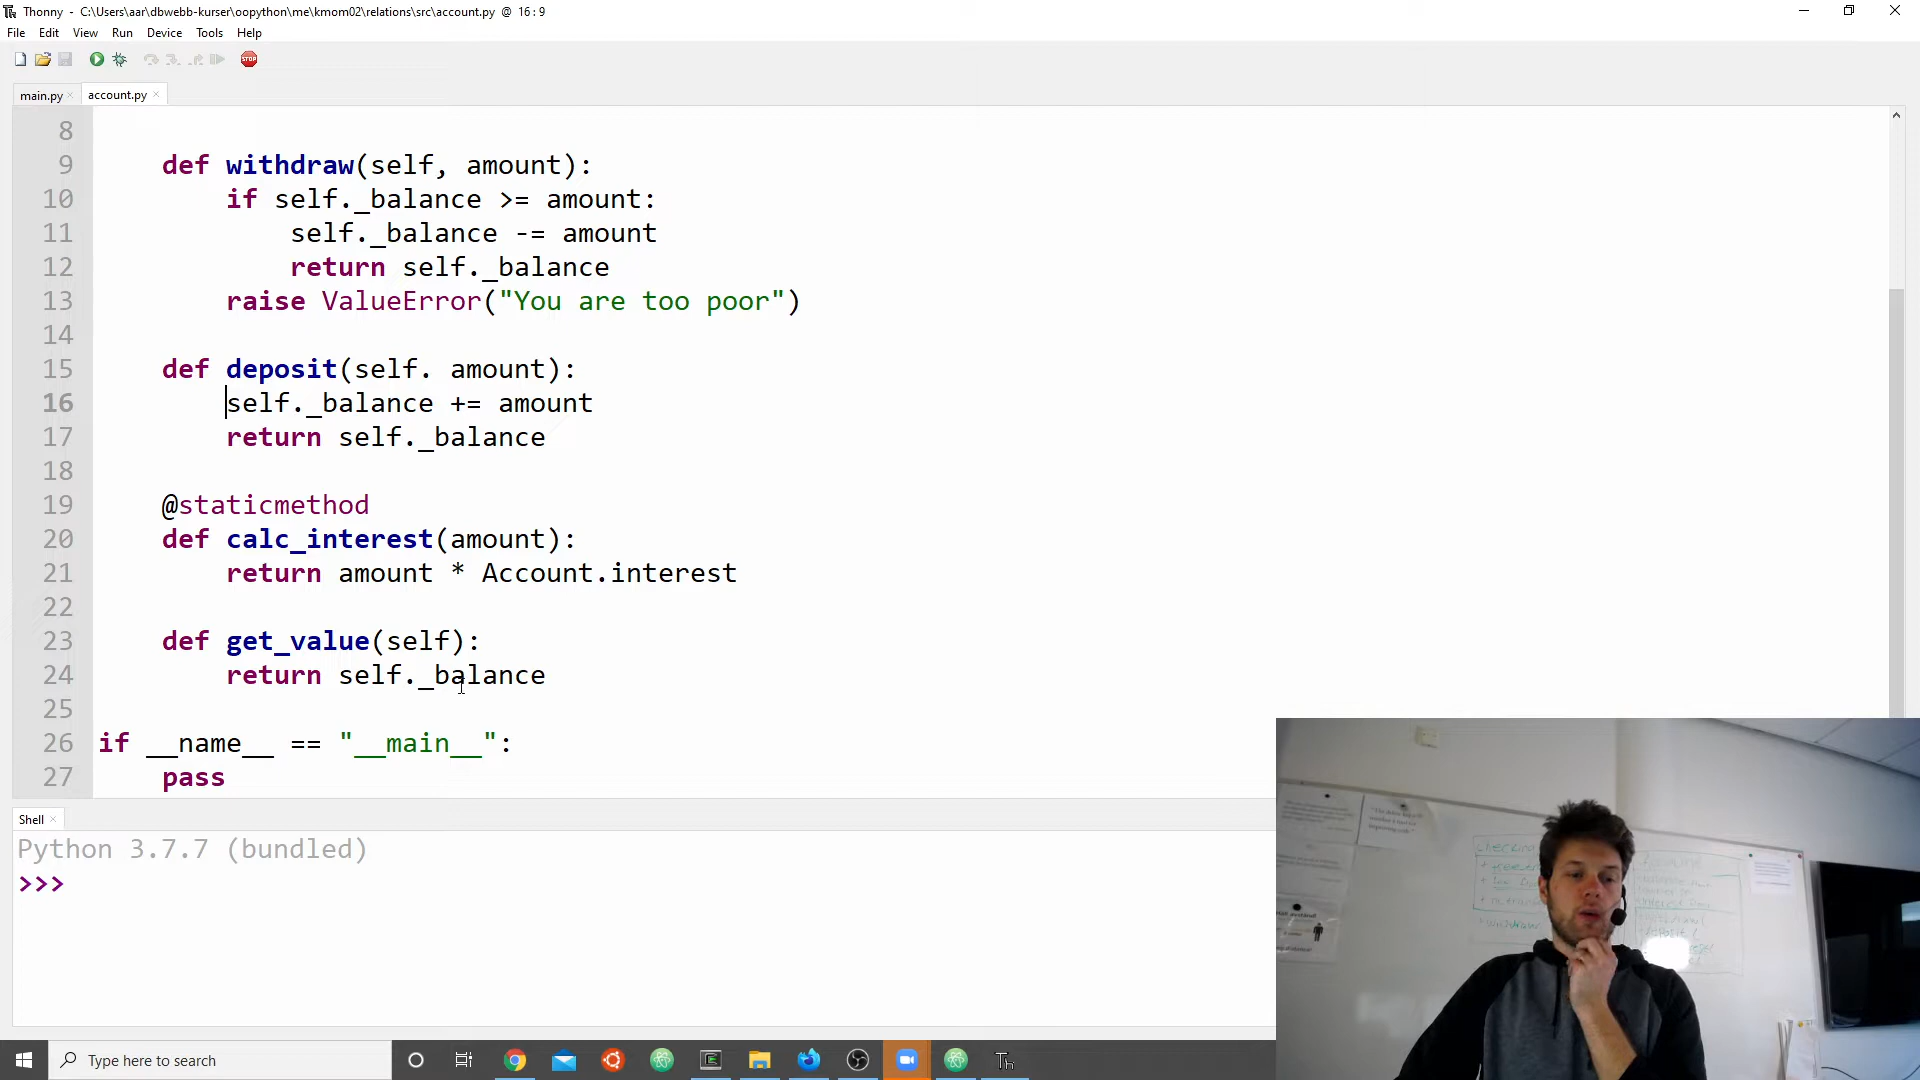 Thonny - C:\Users\aar\dbwebb-kurser\oopython\me\kmom02\relations\src\account.py @ 16 : 9
File Edit View Run Device Tools Help
STOP
main.py × account.py ×
8
9 def withdraw(self, amount):
10 if self._balance >= amount:
11 self._balance -= amount
12 return self._balance
13 raise ValueError("You are too poor")
14
15 def deposit(self. amount):
16 self._balance += amount
17 return self._balance
18
19 @staticmethod
20 def calc_interest(amount):
21 return amount * Account.interest
22
23 def get_value(self):
24 return self._balance
25
26 if __name__ == "__main__":
27 pass
Shell ×
Python 3.7.7 (bundled)
>>>
Type here to search
Th